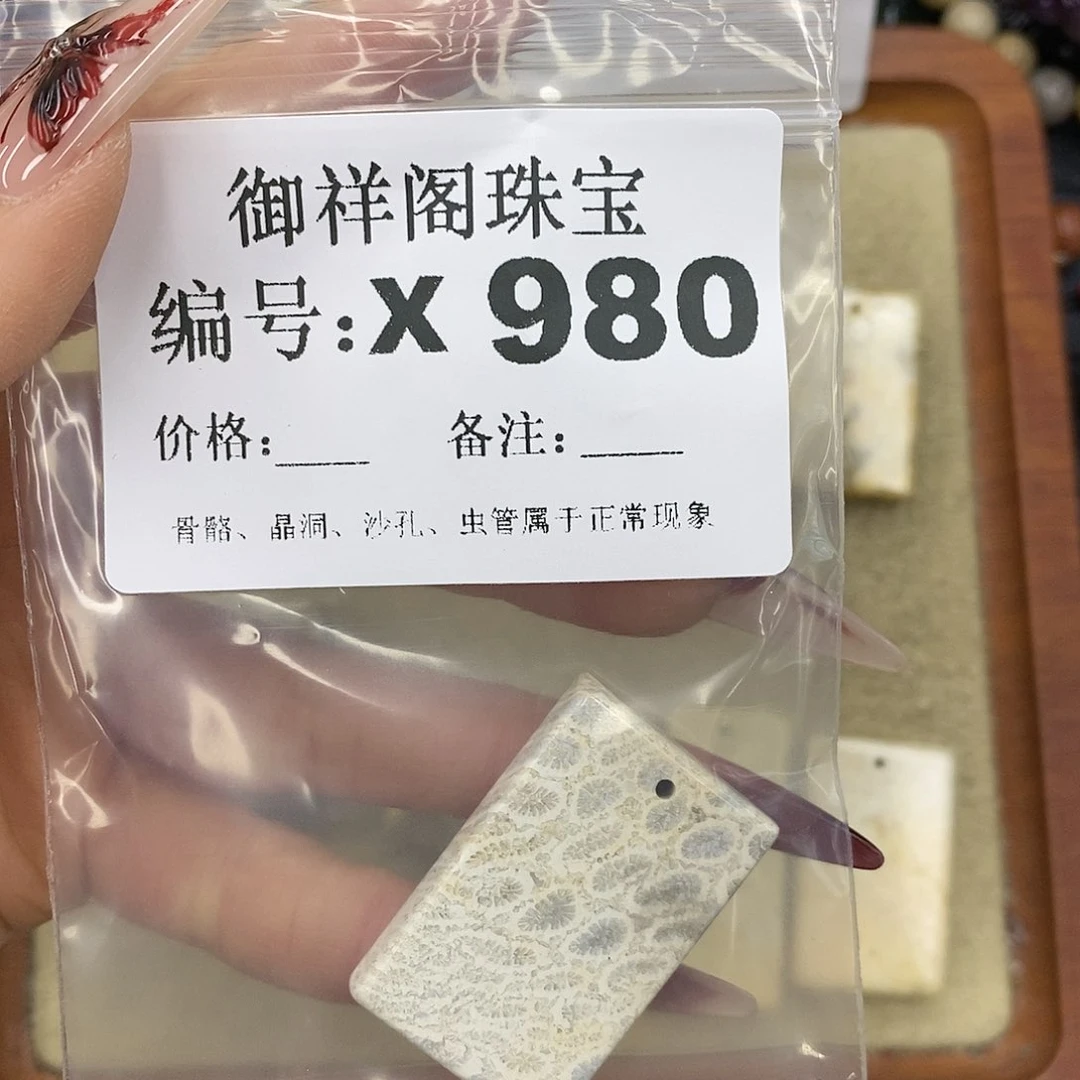 御祥阁珠宝
编号:X 980
价格:____ 备注:____
骨骼、晶洞、沙孔、虫管属于正常现象